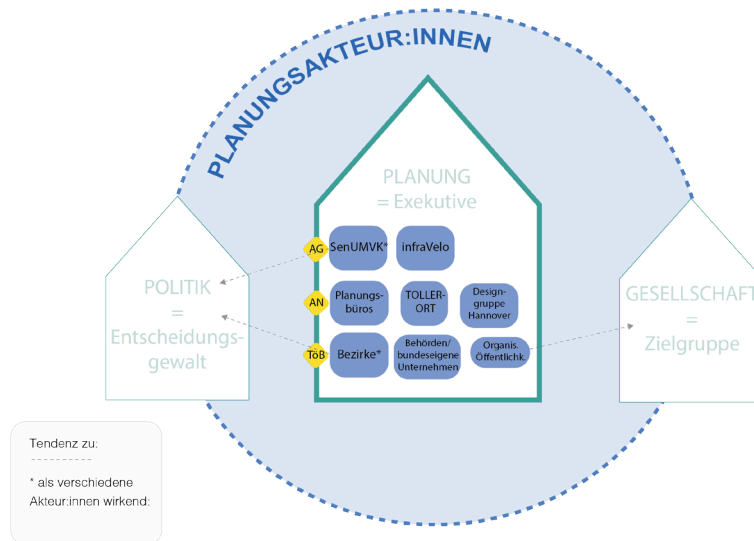 PLANUNGSAKTEUR:INNEN
PLANUNG
= Exekutive
AG
SenUMVK*
infraVelo
POLITIK
=
Entscheidungs-
gewalt
AN
Planungs-
büros
TOLLER-
ORT
Design-
gruppe
Hannover
GESELLSCHAFT
=
Zielgruppe
TöB
Bezirke*
Behörden/
bundeseigene
Unternehmen
Organis.
Öffentlichk.
Tendenz zu:
* als verschiedene
Akteur:innen wirkend: